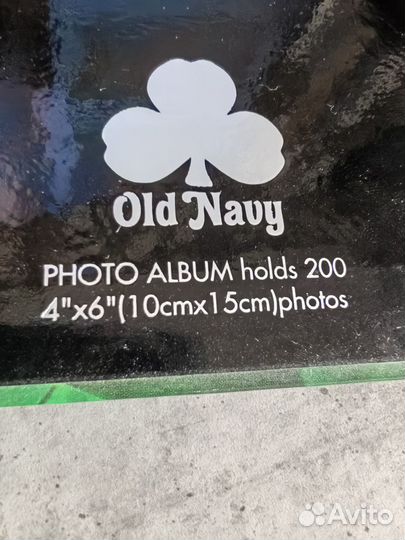 Old Navy
PHOTO ALBUM holds 200
4"x6"(10cmx15cm)photos
Avito